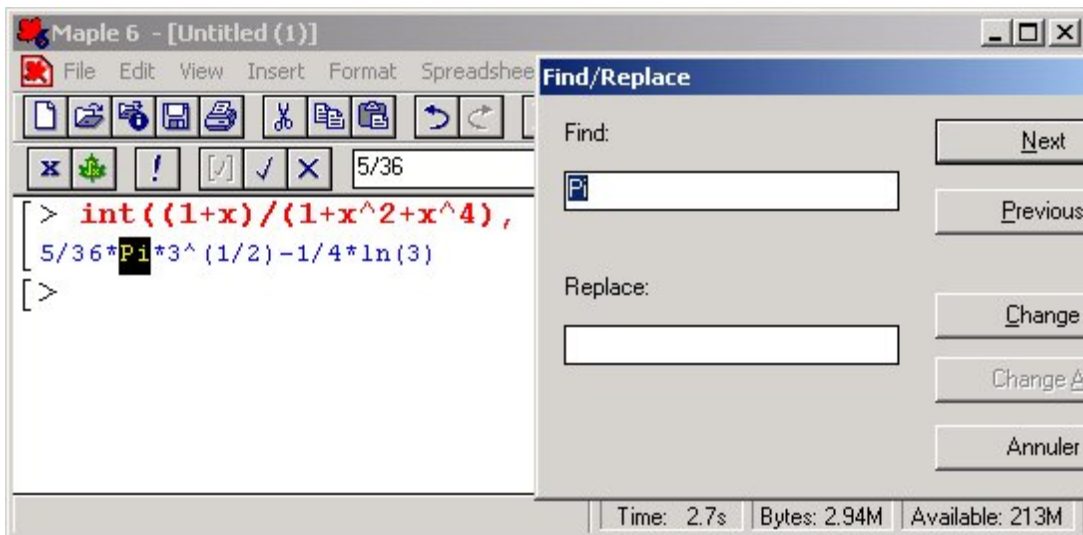 Maple 6 - [Untitled (1)]
File Edit View Insert Format Spreadshee
5/36
[> int((1+x)/(1+x^2+x^4),
5/36*Pi*3^(1/2)-1/4*ln(3)
[>
Find/Replace
Find:
Pi
Replace:
Next
Previous
Change
Change A
Annuler
Time: 2.7s Bytes: 2.94M Available: 213M